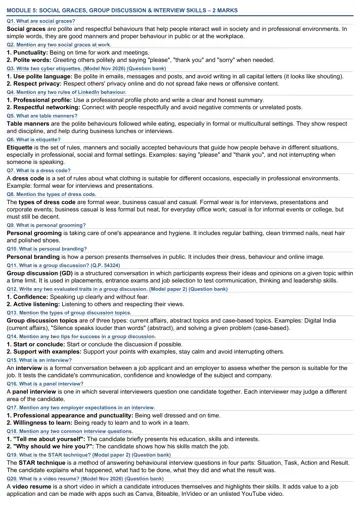 MODULE 5: SOCIAL GRACES, GROUP DISCUSSION & INTERVIEW SKILLS – 2 MARKS
Q1. What are social graces?
Social graces are polite and respectful behaviours that help people interact well in society and in professional environments. In
simple words, they are good manners and proper behaviour in public or at the workplace.
Q2. Mention any two social graces at work.
1. Punctuality: Being on time for work and meetings.
2. Polite words: Greeting others politely and saying "please", "thank you" and "sorry" when needed.
Q3. Write two cyber etiquettes. (Model Nov 2026) (Question bank)
1. Use polite language: Be polite in emails, messages and posts, and avoid writing in all capital letters (it looks like shouting).
2. Respect privacy: Respect others' privacy online and do not spread fake news or offensive content.
Q4. Mention any two rules of LinkedIn behaviour.
1. Professional profile: Use a professional profile photo and write a clear and honest summary.
2. Respectful networking: Connect with people respectfully and avoid negative comments or unrelated posts.
Q5. What are table manners?
Table manners are the polite behaviours followed while eating, especially in formal or multicultural settings. They show respect
and discipline, and help during business lunches or interviews.
Q6. What is etiquette?
Etiquette is the set of rules, manners and socially accepted behaviours that guide how people behave in different situations,
especially in professional, social and formal settings. Examples: saying "please" and "thank you", and not interrupting when
someone is speaking.
Q7. What is a dress code?
A dress code is a set of rules about what clothing is suitable for different occasions, especially in professional environments.
Example: formal wear for interviews and presentations.
Q8. Mention the types of dress code.
The types of dress code are formal wear, business casual and casual. Formal wear is for interviews, presentations and
corporate events; business casual is less formal but neat, for everyday office work; casual is for informal events or college, but
must still be decent.
Q9. What is personal grooming?
Personal grooming is taking care of one's appearance and hygiene. It includes regular bathing, clean trimmed nails, neat hair
and polished shoes.
Q10. What is personal branding?
Personal branding is how a person presents themselves in public. It includes their dress, behaviour and online image.
Q11. What is a group discussion? (Q.P. 54324)
Group discussion (GD) is a structured conversation in which participants express their ideas and opinions on a given topic within
a time limit. It is used in placements, entrance exams and job selection to test communication, thinking and leadership skills.
Q12. Write any two evaluated traits in a group discussion. (Model paper 2) (Question bank)
1. Confidence: Speaking up clearly and without fear.
2. Active listening: Listening to others and respecting their views.
Q13. Mention the types of group discussion topics.
Group discussion topics are of three types: current affairs, abstract topics and case-based topics. Examples: Digital India
(current affairs), "Silence speaks louder than words" (abstract), and solving a given problem (case-based).
Q14. Mention any two tips for success in a group discussion.
1. Start or conclude: Start or conclude the discussion if possible.
2. Support with examples: Support your points with examples, stay calm and avoid interrupting others.
Q15. What is an interview?
An interview is a formal conversation between a job applicant and an employer to assess whether the person is suitable for the
job. It tests the candidate's communication, confidence and knowledge of the subject and company.
Q16. What is a panel interview?
A panel interview is one in which several interviewers question one candidate together. Each interviewer may judge a different
area of the candidate.
Q17. Mention any two employer expectations in an interview.
1. Professional appearance and punctuality: Being well dressed and on time.
2. Willingness to learn: Being ready to learn and to work in a team.
Q18. Mention any two common interview questions.
1. "Tell me about yourself": The candidate briefly presents his education, skills and interests.
2. "Why should we hire you?": The candidate shows how his skills match the job.
Q19. What is the STAR technique? (Model paper 2) (Question bank)
The STAR technique is a method of answering behavioural interview questions in four parts: Situation, Task, Action and Result.
The candidate explains what happened, what had to be done, what they did and what the result was.
Q20. What is a video resume? (Model Nov 2026) (Question bank)
A video resume is a short video in which a candidate introduces themselves and highlights their skills. It adds value to a job
application and can be made with apps such as Canva, Biteable, InVideo or an unlisted YouTube video.